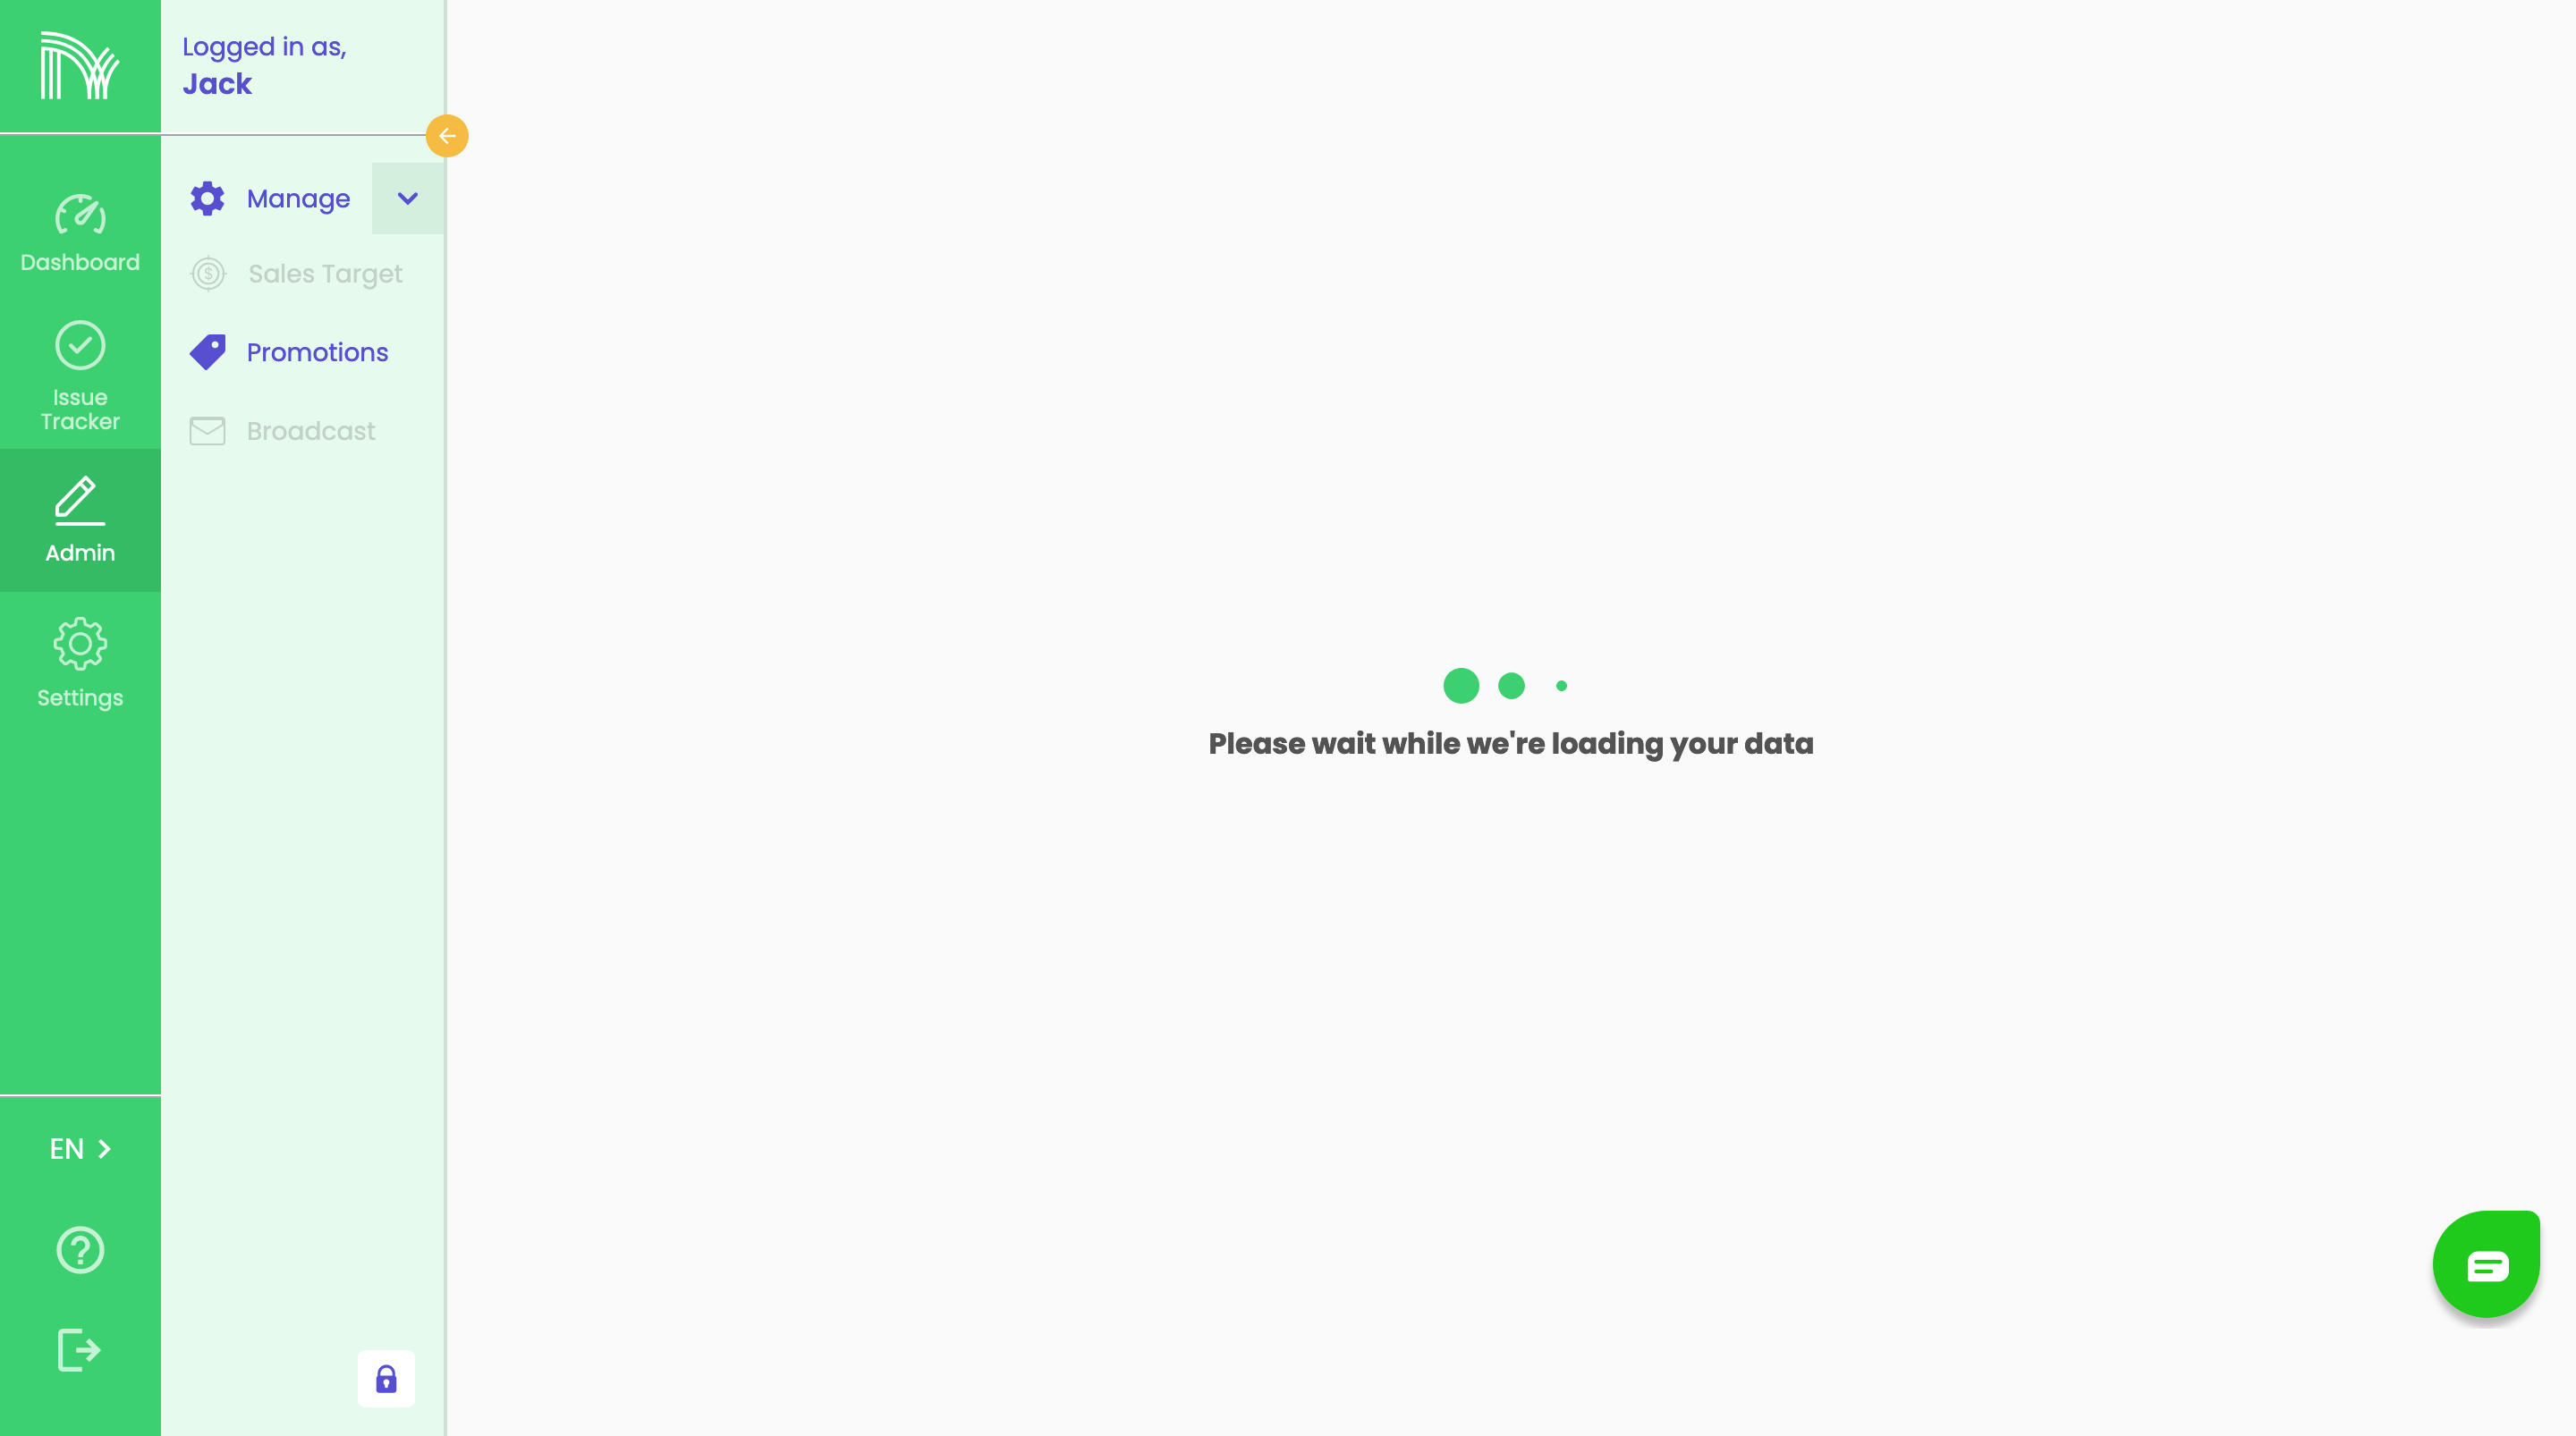 Logged in as,
Jack
Dashboard
Issue
Tracker
Admin
Settings
EN
Manage
Sales Target
Promotions
Broadcast
Please wait while we're loading your data